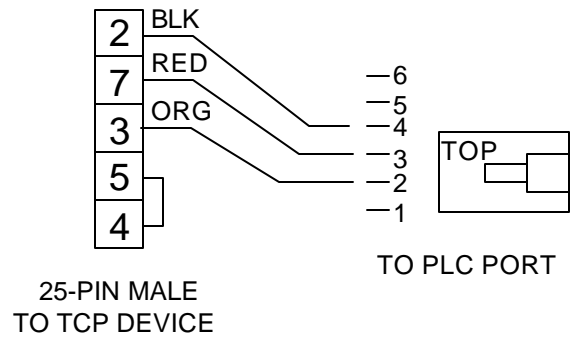 2
BLK
7
RED
3
ORG
5
4
25-PIN MALE
TO TCP DEVICE
6
5
4
3
2
1
TOP
TO PLC PORT